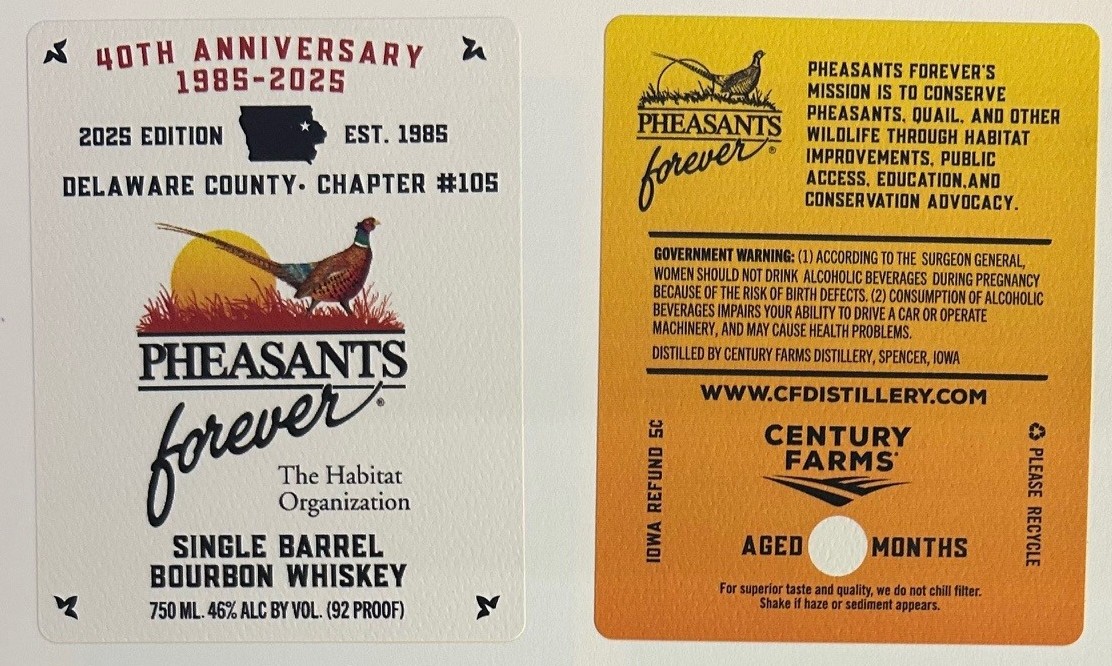 40TH ANNIVERSARY
1985-2025
2025 EDITION EST. 1985
DELAWARE COUNTY• CHAPTER #105
PHEASANTS
forever®
The Habitat
Organization
SINGLE BARREL
BOURBON WHISKEY
750 ML. 46% ALC BY VOL. (92 PROOF)
PHEASANTS
forever®
PHEASANTS FOREVER'S
MISSION IS TO CONSERVE
PHEASANTS, QUAIL, AND OTHER
WILDLIFE THROUGH HABITAT
IMPROVEMENTS, PUBLIC
ACCESS, EDUCATION,AND
CONSERVATION ADVOCACY.
GOVERNMENT WARNING: (1) ACCORDING TO THE SURGEON GENERAL,
WOMEN SHOULD NOT DRINK ALCOHOLIC BEVERAGES DURING PREGNANCY
BECAUSE OF THE RISK OF BIRTH DEFECTS. (2) CONSUMPTION OF ALCOHOLIC
BEVERAGES IMPAIRS YOUR ABILITY TO DRIVE A CAR OR OPERATE
MACHINERY, AND MAY CAUSE HEALTH PROBLEMS.
DISTILLED BY CENTURY FARMS DISTILLERY, SPENCER, IOWA
WWW.CFDISTILLERY.COM
IOWA REFUND 5¢
CENTURY
FARMS
PLEASE RECYCLE
AGED MONTHS
For superior taste and quality, we do not chill filter.
Shake if haze or sediment appears.